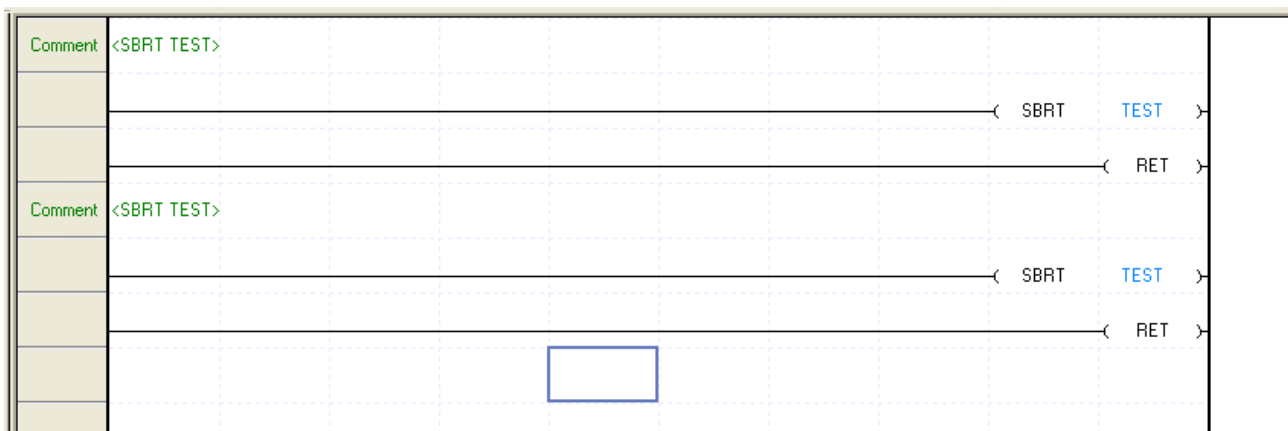 Comment <SBRT TEST>
( SBRT TEST )
( RET )
Comment <SBRT TEST>
( SBRT TEST )
( RET )